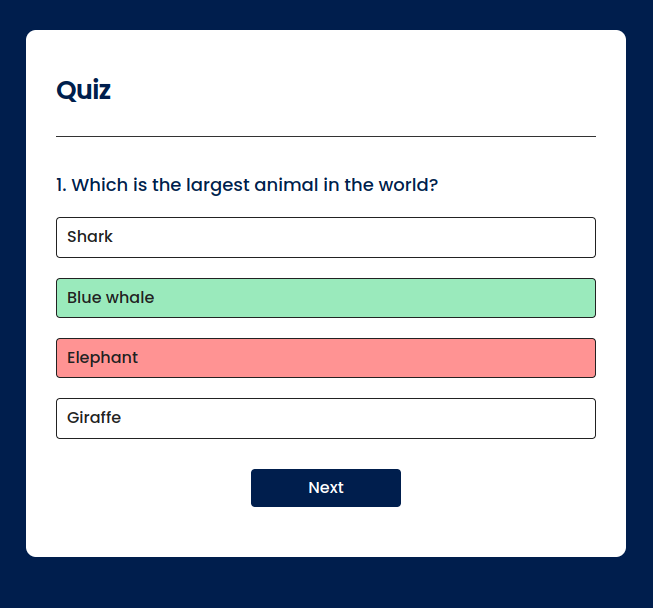 Quiz
1. Which is the largest animal in the world?
Shark
Blue whale
Elephant
Giraffe
Next